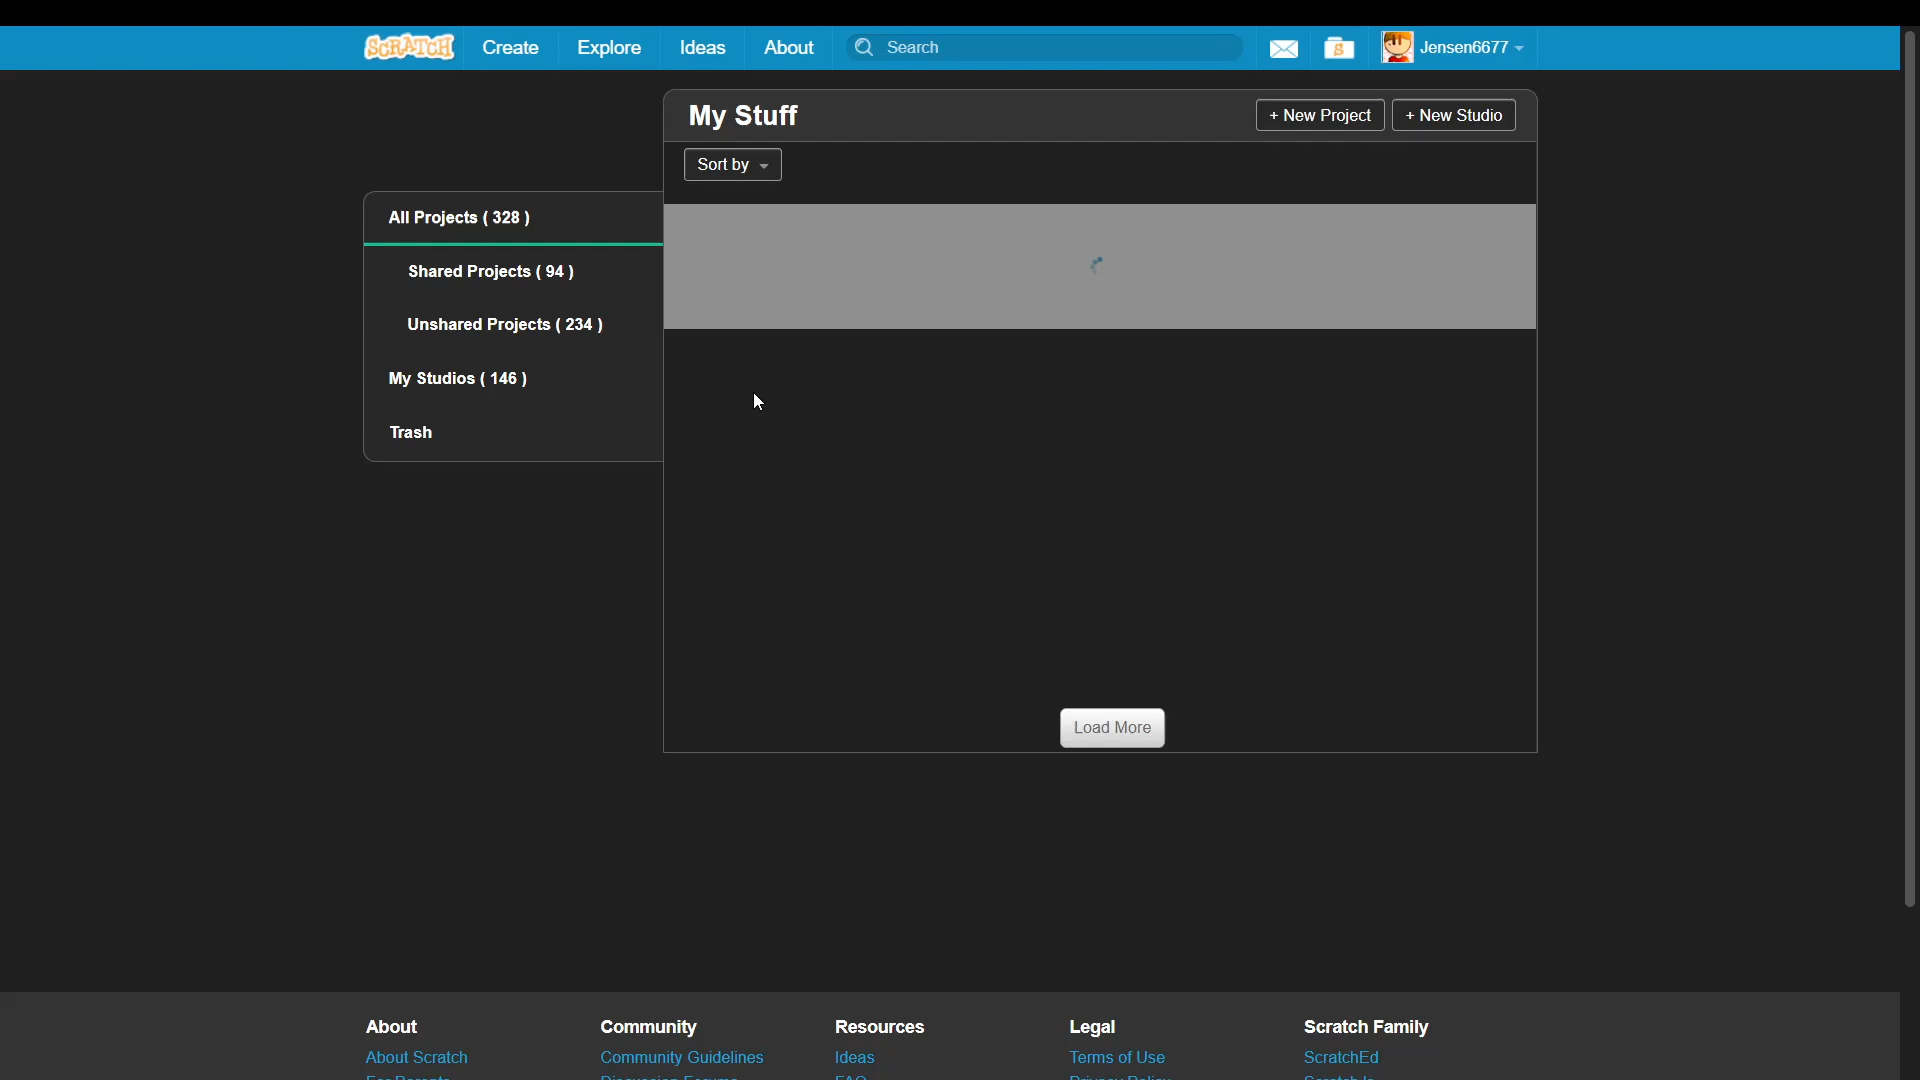 SCRATCH Create Explore Ideas About Search Jensen6677
My Stuff + New Project + New Studio
Sort by
All Projects ( 328 )
Shared Projects ( 94 )
Unshared Projects ( 234 )
My Studios ( 146 )
Trash
Load More
About Community Resources Legal Scratch Family
About Scratch Community Guidelines Ideas Terms of Use ScratchEd